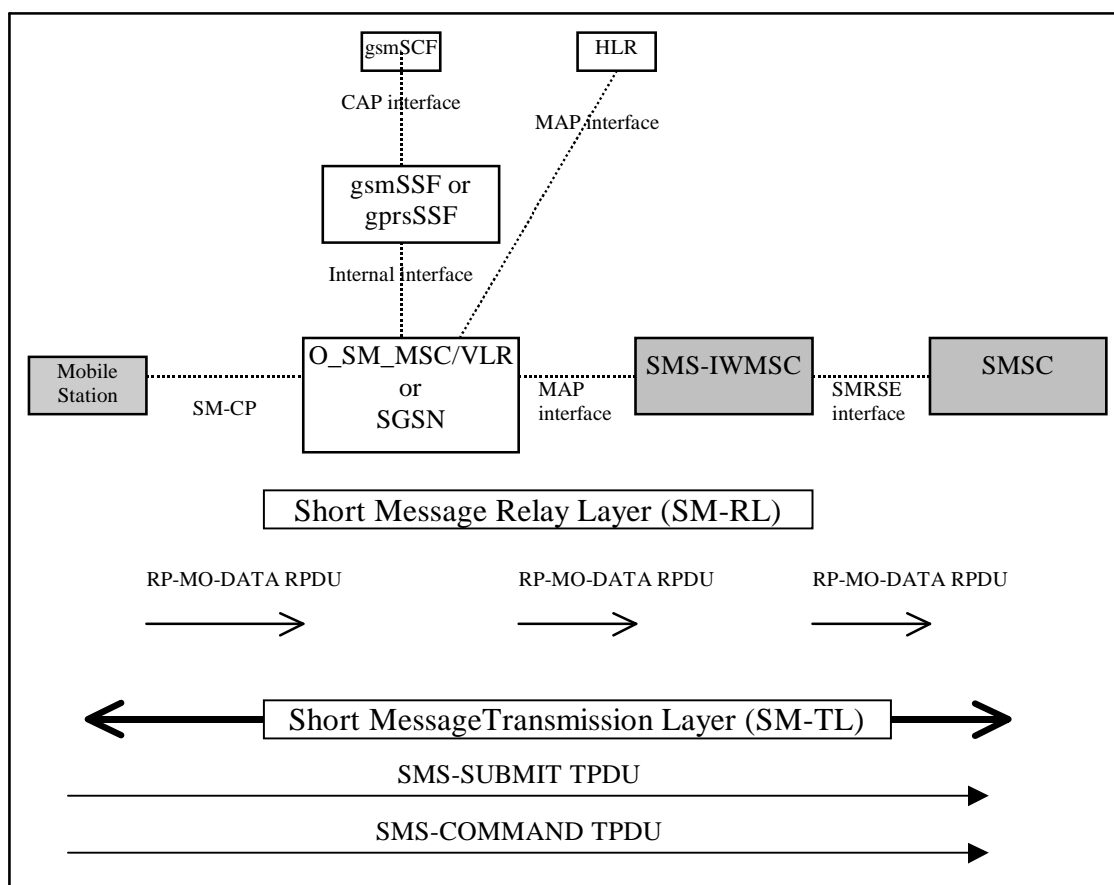 gsmSCF
HLR
CAP interface
MAP interface
gsmSSF or
gprsSSF
Internal interface
O_SM_MSC/VLR
or
SGSN
Mobile
Station
SM-CP
MAP
interface
SMS-IWMSC
SMRSE
interface
SMSC
Short Message Relay Layer (SM-RL)
RP-MO-DATA RPDU
RP-MO-DATA RPDU
RP-MO-DATA RPDU
Short MessageTransmission Layer (SM-TL)
SMS-SUBMIT TPDU
SMS-COMMAND TPDU